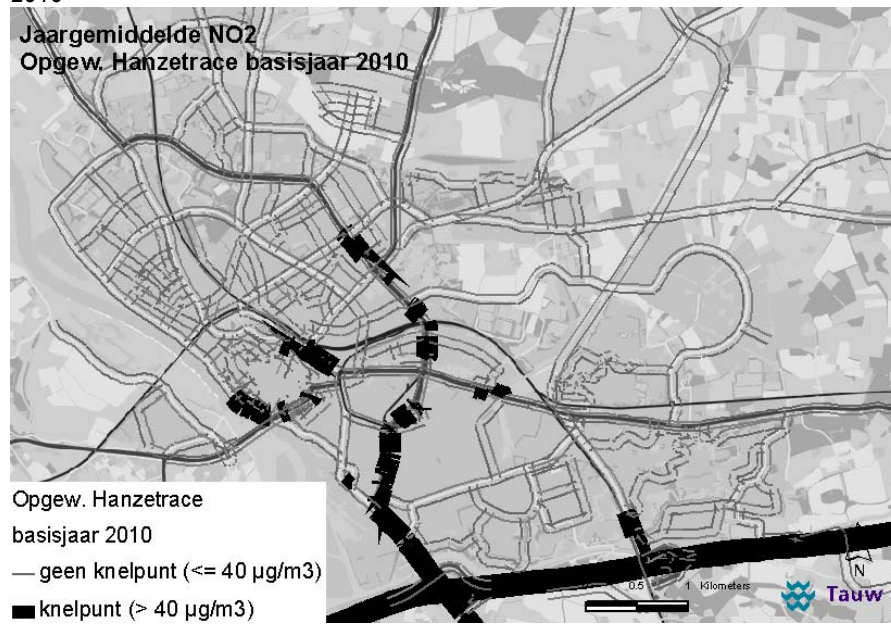 2010
Jaargemiddelde NO2
Opgew. Hanzetrace basisjaar 2010
Opgew. Hanzetrace
basisjaar 2010
geen knelpunt (<= 40 µg/m3)
knelpunt (> 40 µg/m3)
0.5 1 Kilometers
N
Tauw